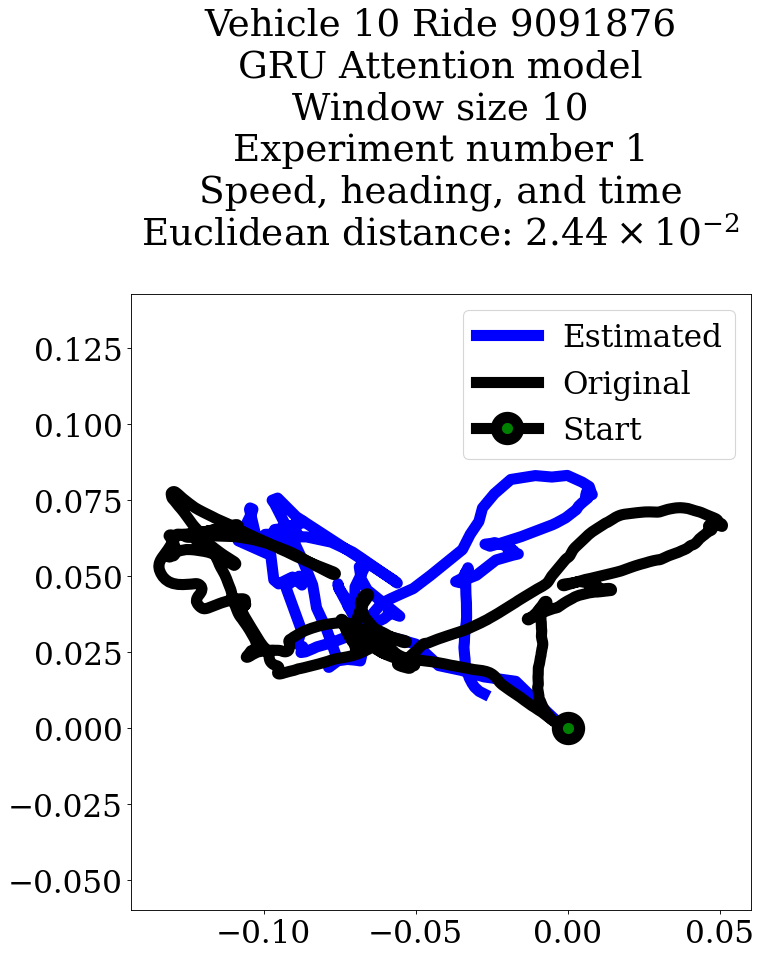 Vehicle 10 Ride 9091876
GRU Attention model
Window size 10
Experiment number 1
Speed, heading, and time
Euclidean distance: 2.44 × 10⁻²
Estimated
Original
Start
0.125
0.100
0.075
0.050
0.025
0.000
−0.025
−0.050
−0.10 −0.05 0.00 0.05